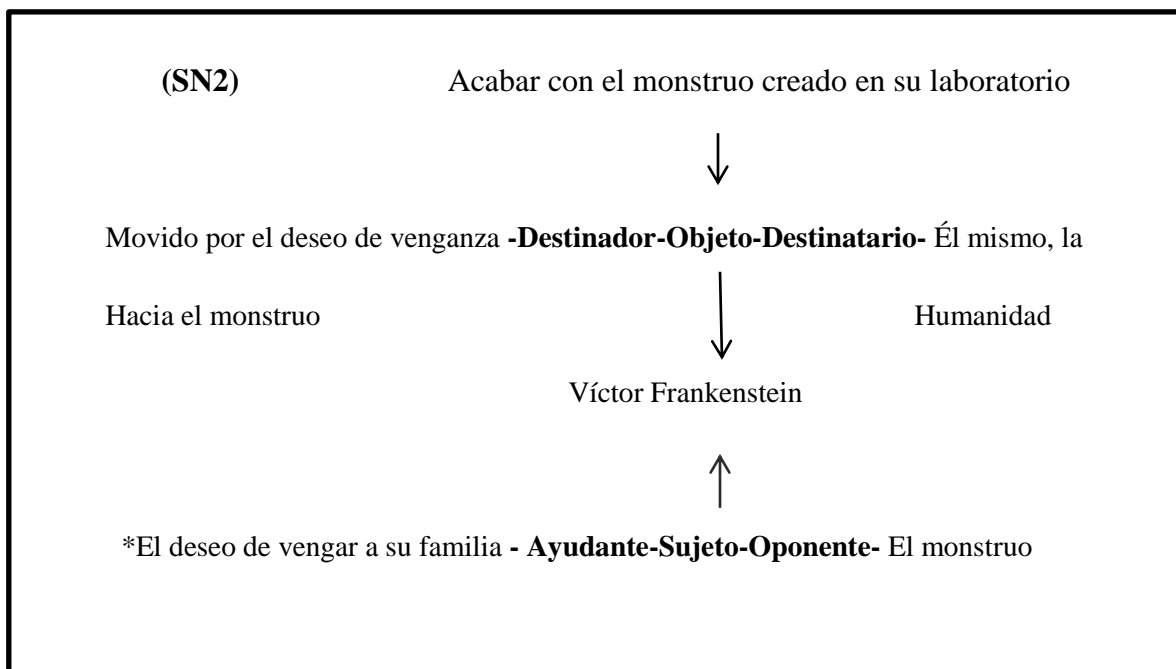 (SN2) Acabar con el monstruo creado en su laboratorio
Movido por el deseo de venganza -Destinador-Objeto-Destinatario- Él mismo, la
Hacia el monstruo Humanidad
Víctor Frankenstein
*El deseo de vengar a su familia - Ayudante-Sujeto-Oponente- El monstruo